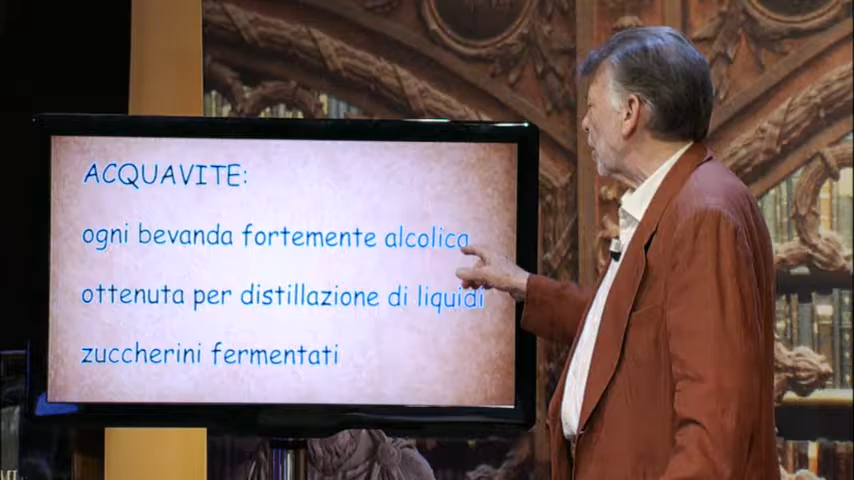 ACQUAVITE:
ogni bevanda fortemente alcolica
ottenuta per distillazione di liquidi
zuccherini fermentati